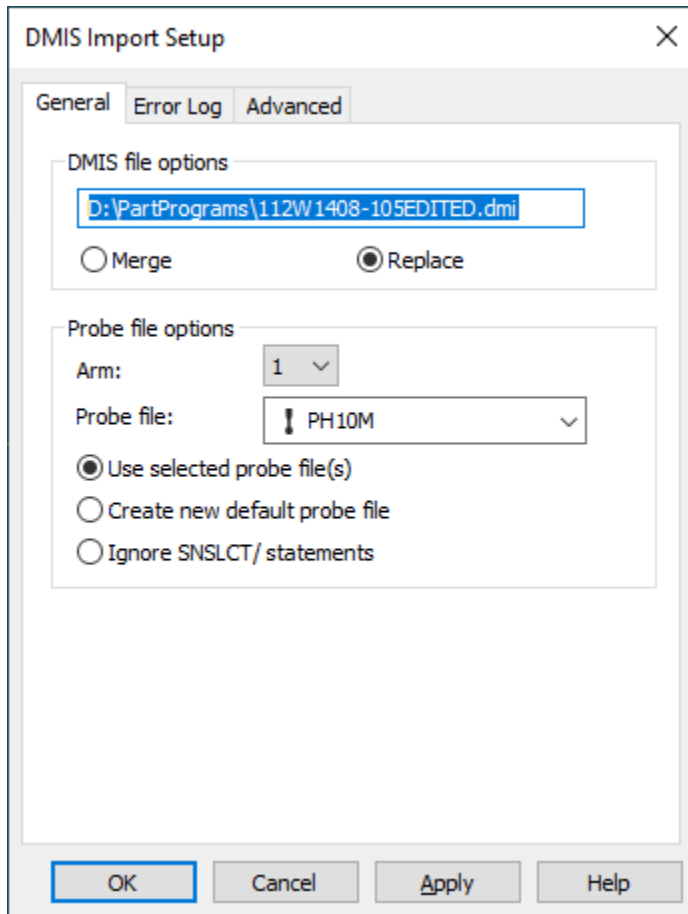 DMIS Import Setup
General Error Log Advanced
DMIS file options
D:\PartPrograms\112W1408-105EDITED.dmi
Merge Replace
Probe file options
Arm: 1
Probe file: PH10M
Use selected probe file(s)
Create new default probe file
Ignore SNSLCT/ statements
OK Cancel Apply Help